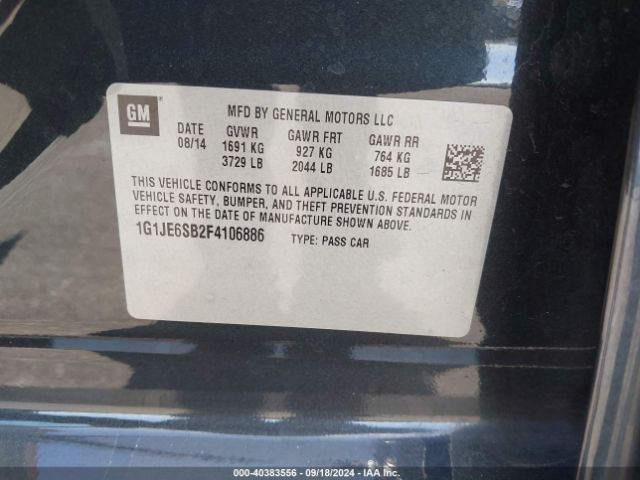 GM
MFD BY GENERAL MOTORS LLC
DATE GVWR GAWR FRT GAWR RR
08/14 1691 KG 927 KG 764 KG
3729 LB 2044 LB 1685 LB
THIS VEHICLE CONFORMS TO ALL APPLICABLE U.S. FEDERAL MOTOR
VEHICLE SAFETY, BUMPER, AND THEFT PREVENTION STANDARDS IN
EFFECT ON THE DATE OF MANUFACTURE SHOWN ABOVE.
1G1JE6SB2F4106886 TYPE: PASS CAR
000-40383556 - 09/18/2024 - IAA Inc.